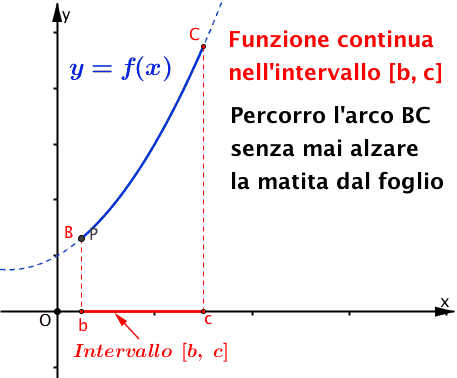 y
C
Funzione continua
y = f(x)
nell'intervallo [b, c]
Percorro l'arco BC
senza mai alzare
la matita dal foglio
B
P
x
O
b
c
Intervallo [b, c]